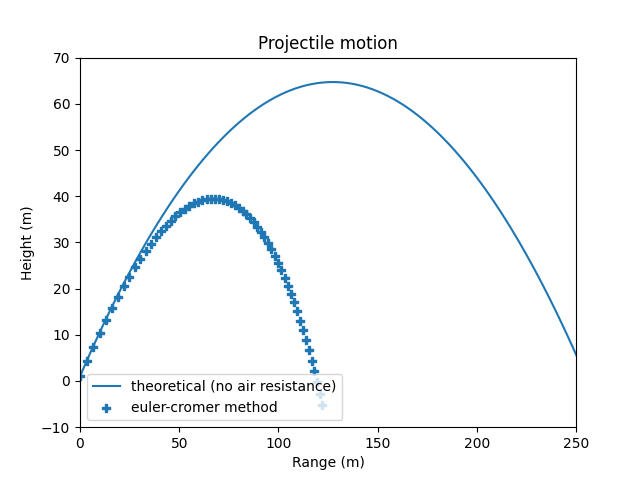 Projectile motion
Height (m)
70
60
50
40
30
20
10
0
−10
theoretical (no air resistance)
euler-cromer method
0 50 100 150 200 250
Range (m)